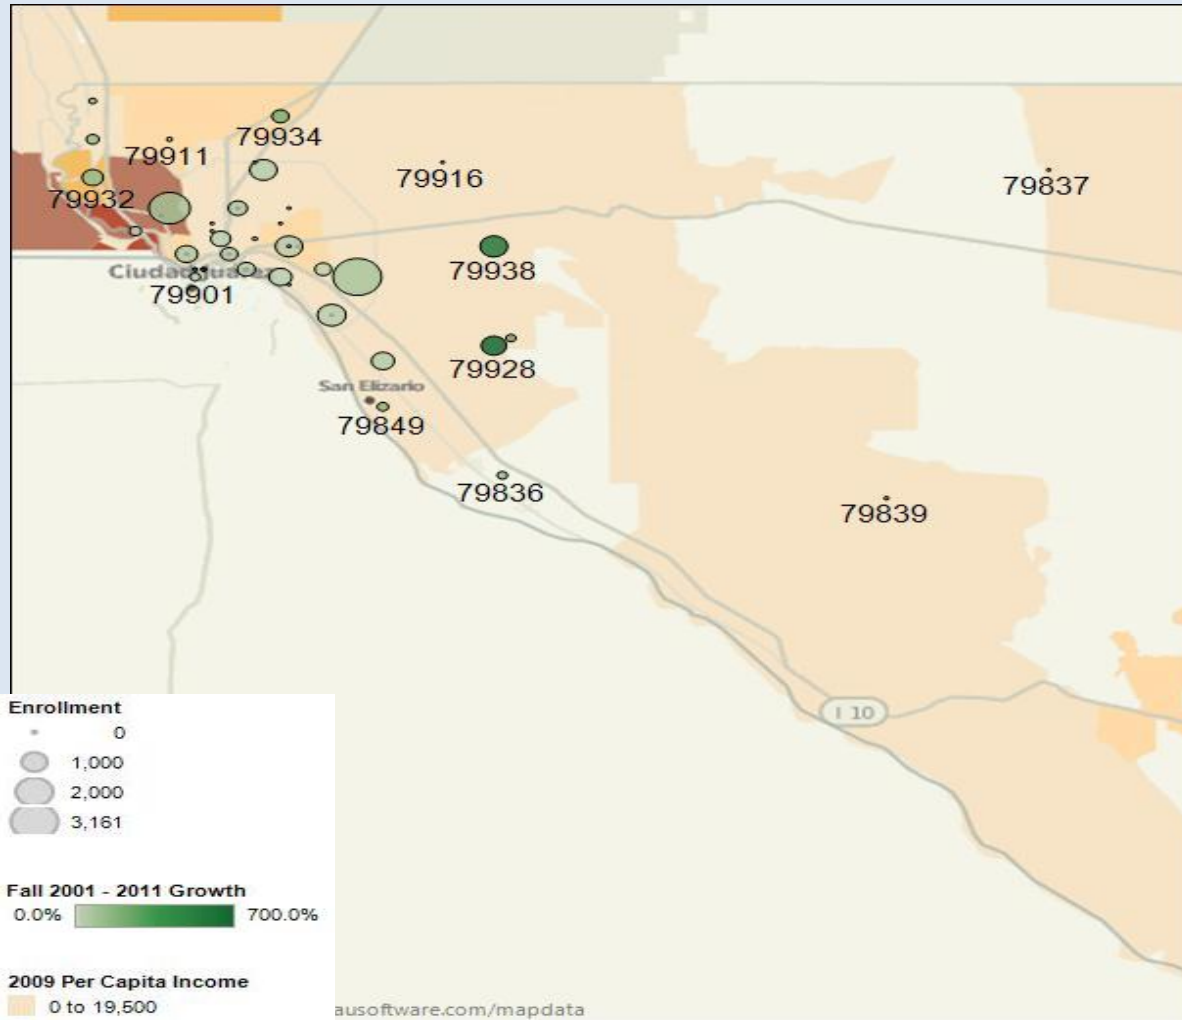 79934
79911
79916
79837
79932
79938
79901
79928
San Elizario
79849
79836
79839
I 10
Enrollment
0
1,000
2,000
3,161
Fall 2001 - 2011 Growth
0.0% 700.0%
2009 Per Capita Income
0 to 19,500
ausoftware.com/mapdata